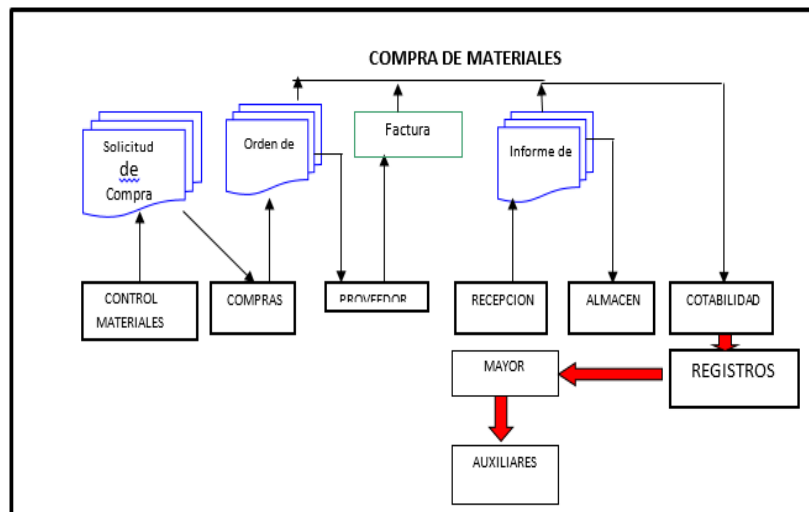 COMPRA DE MATERIALES
Solicitud
de
Compra
Orden de
Factura
Informe de
CONTROL
MATERIALES
COMPRAS
PROVEEDOR
RECEPCION
ALMACEN
COTABILIDAD
MAYOR
REGISTROS
AUXILIARES